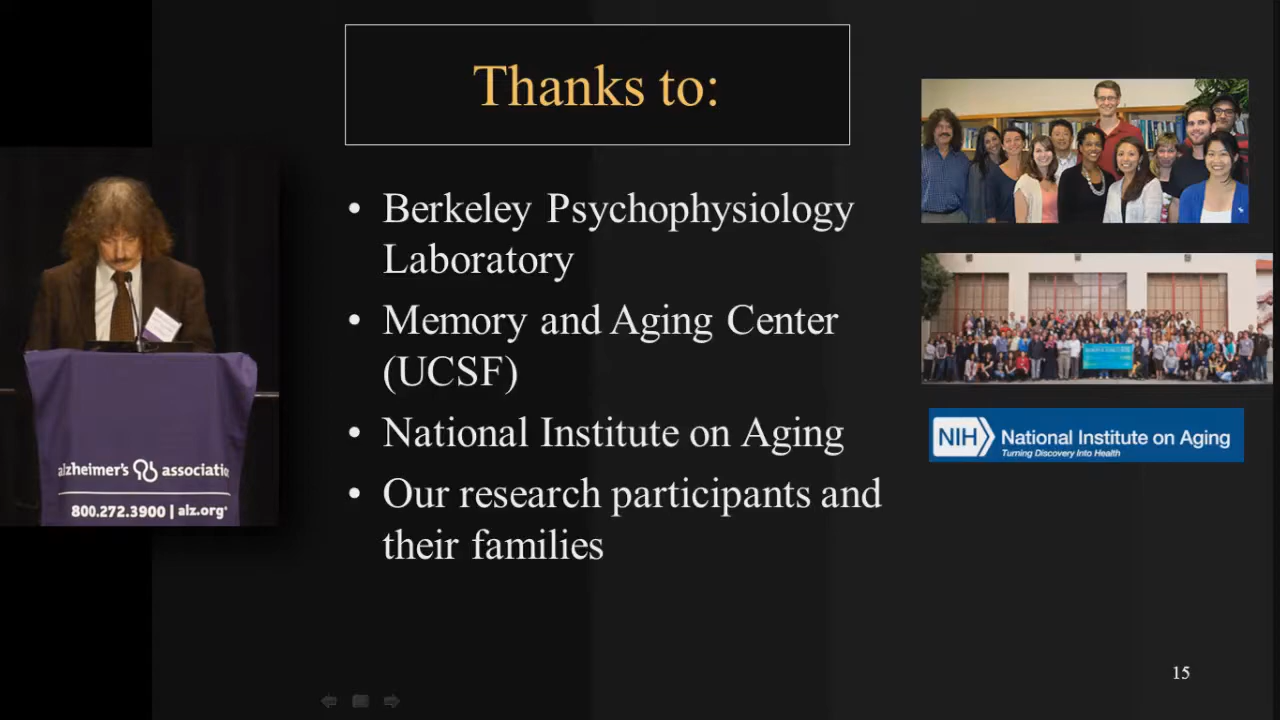 Thanks to:
• Berkeley Psychophysiology
Laboratory
• Memory and Aging Center
(UCSF)
• National Institute on Aging
• Our research participants and
their families
NIH National Institute on Aging
Turning Discovery Into Health
alzheimer's associatio
800.272.3900 | alz.org®
15